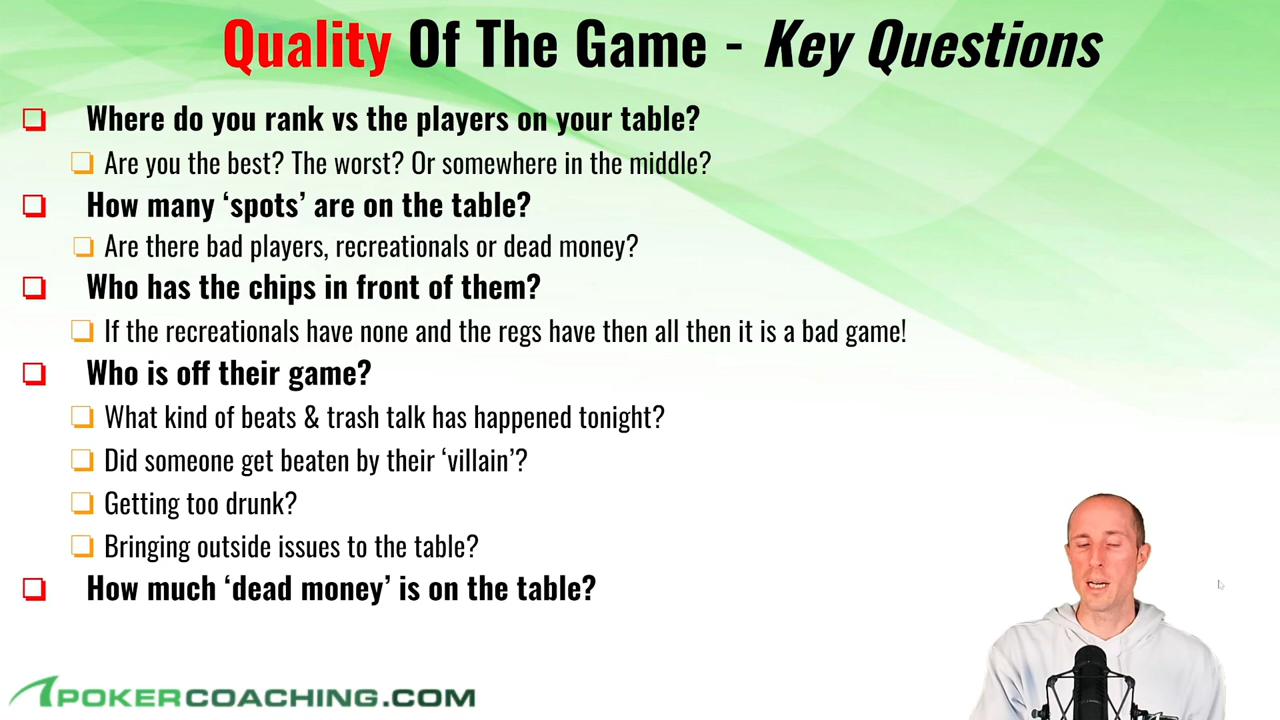 Quality Of The Game - Key Questions
Where do you rank vs the players on your table?
Are you the best? The worst? Or somewhere in the middle?
How many ‘spots’ are on the table?
Are there bad players, recreationals or dead money?
Who has the chips in front of them?
If the recreationals have none and the regs have then all then it is a bad game!
Who is off their game?
What kind of beats & trash talk has happened tonight?
Did someone get beaten by their ‘villain’?
Getting too drunk?
Bringing outside issues to the table?
How much ‘dead money’ is on the table?
POKERCOACHING.COM